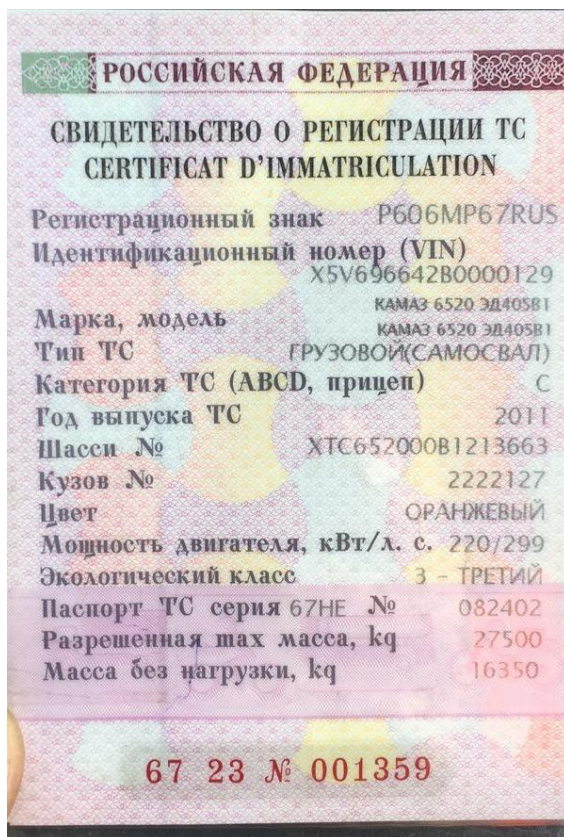 РОССИЙСКАЯ ФЕДЕРАЦИЯ
СВИДЕТЕЛЬСТВО О РЕГИСТРАЦИИ ТС
CERTIFICAT D'IMMATRICULATION
Регистрационный знак Р606МР67RUS
Идентификационный номер (VIN)
X5V696642B0000129
КАМАЗ 6520 ЭД405В1
Марка, модель КАМАЗ 6520 ЭД405В1
Тип ТС ГРУЗОВОЙ(САМОСВАЛ)
Категория ТС (ABCD, прицеп) С
Год выпуска ТС 2011
Шасси № XTC652000B1213663
Кузов № 2222127
Цвет ОРАНЖЕВЫЙ
Мощность двигателя, кВт/л. с. 220/299
Экологический класс 3 - ТРЕТИЙ
Паспорт ТС серия 67НЕ № 082402
Разрешенная max масса, kg 27500
Масса без нагрузки, kg 16350
67 23 № 001359